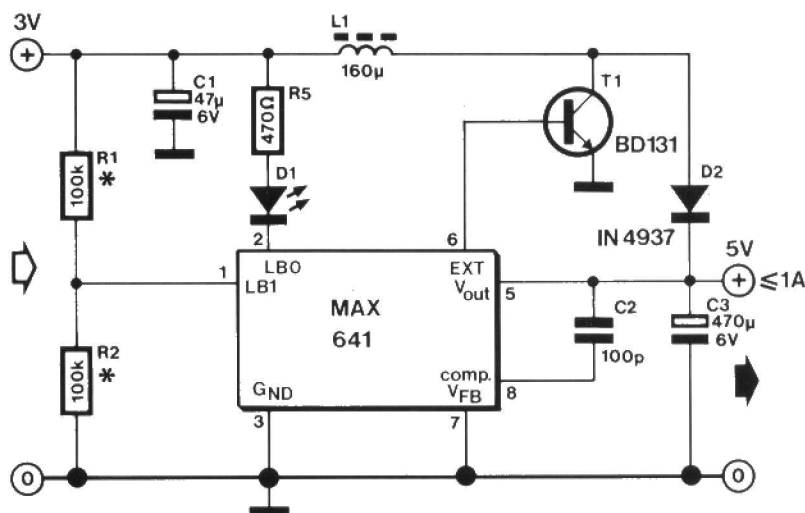 3V
+
L1
160µ
C1
47µ
6V
R5
470Ω
D1
T1
BD131
D2
IN 4937
R1
100k
*
R2
100k
*
1
2
6
LBO
LB1
EXT
Vout
5
MAX
641
comp.
VFB
8
GND
3
7
C2
100p
5V
+
≤1A
C3
470µ
6V
0
0